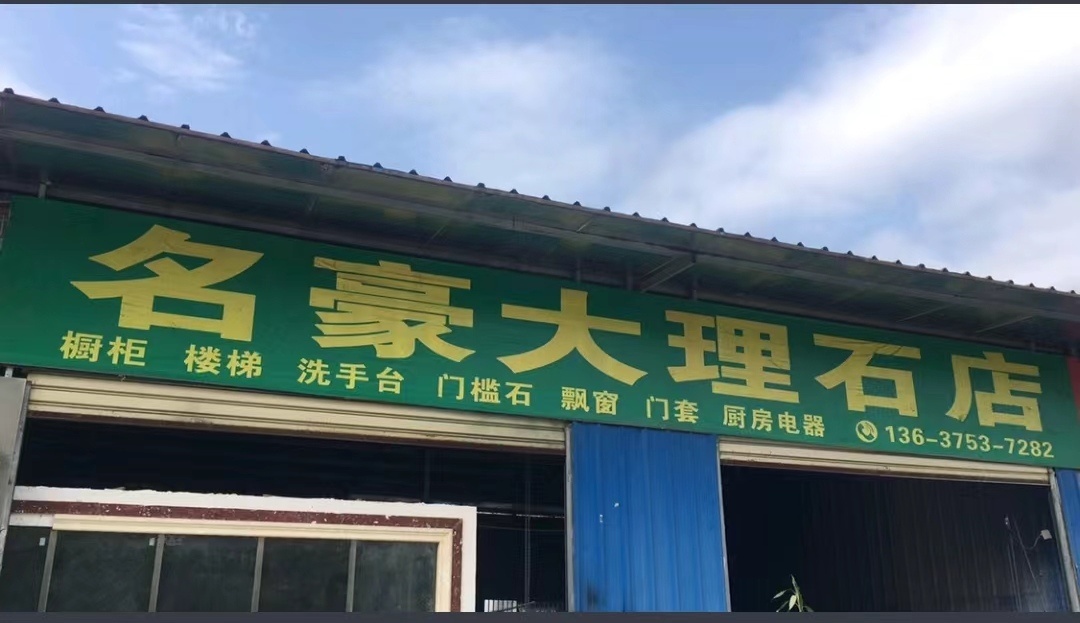 名豪大理石店
橱柜 楼梯 洗手台 门槛石 飘窗 门套 厨房电器 136-3753-7282